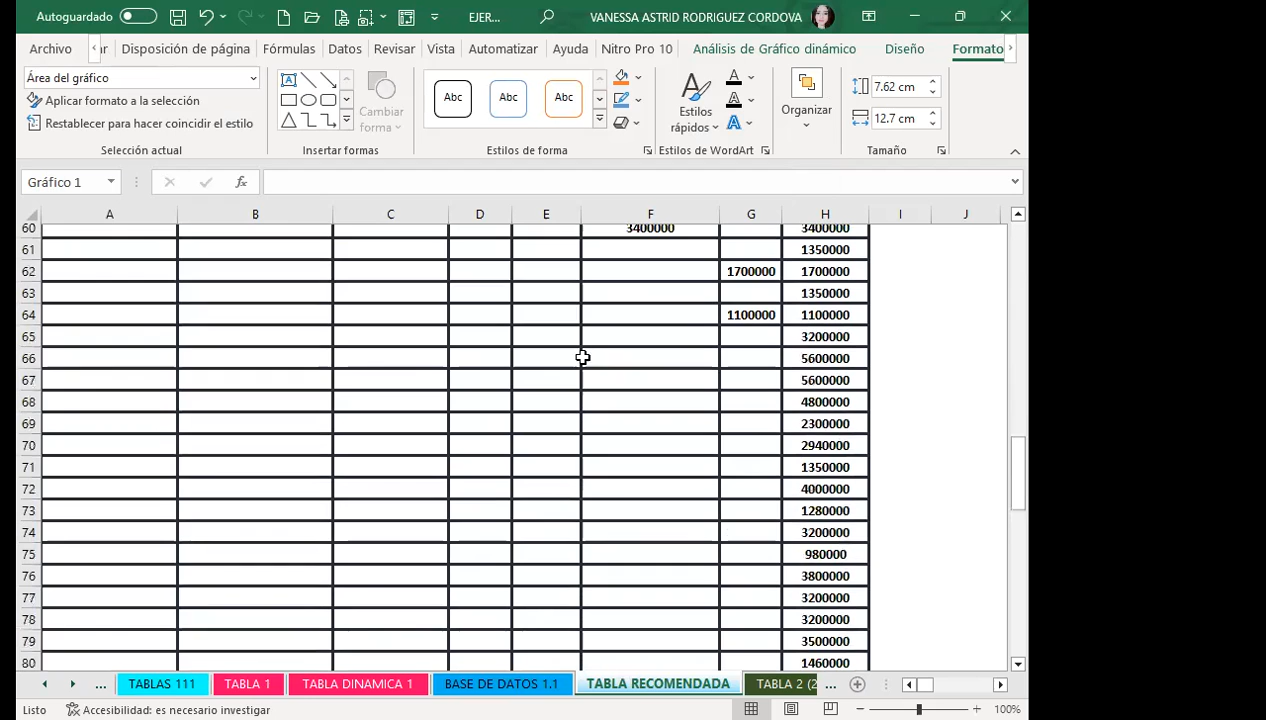 Autoguardado EJER... VANESSA ASTRID RODRIGUEZ CORDOVA
Archivo ar Disposición de página Fórmulas Datos Revisar Vista Automatizar Ayuda Nitro Pro 10 Análisis de Gráfico dinámico Diseño Formato
Área del gráfico
Aplicar formato a la selección
Restablecer para hacer coincidir el estilo
Selección actual
Cambiar
forma
Insertar formas
Abc Abc Abc
Estilos de forma
Estilos
rápidos
Estilos de WordArt
Organizar
7.62 cm
12.7 cm
Tamaño
Gráfico 1 fx
A B C D E F G H I J
60 3400000 3400000
61 1350000
62 1700000 1700000
63 1350000
64 1100000 1100000
65 3200000
66 5600000
67 5600000
68 4800000
69 2300000
70 2940000
71 1350000
72 4000000
73 1280000
74 3200000
75 980000
76 3800000
77 3200000
78 3200000
79 3500000
80 1460000
... TABLAS 111 TABLA 1 TABLA DINAMICA 1 BASE DE DATOS 1.1 TABLA RECOMENDADA TABLA 2 (2 ...
Listo Accesibilidad: es necesario investigar 100%